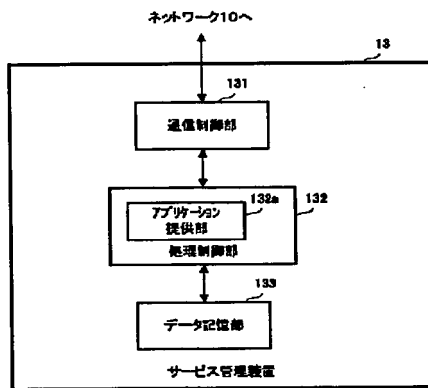 ネットワーク10へ
13
131
通信制御部
アプリケーション
提供部
132a
132
処理制御部
133
データ記憶部
サービス管理装置